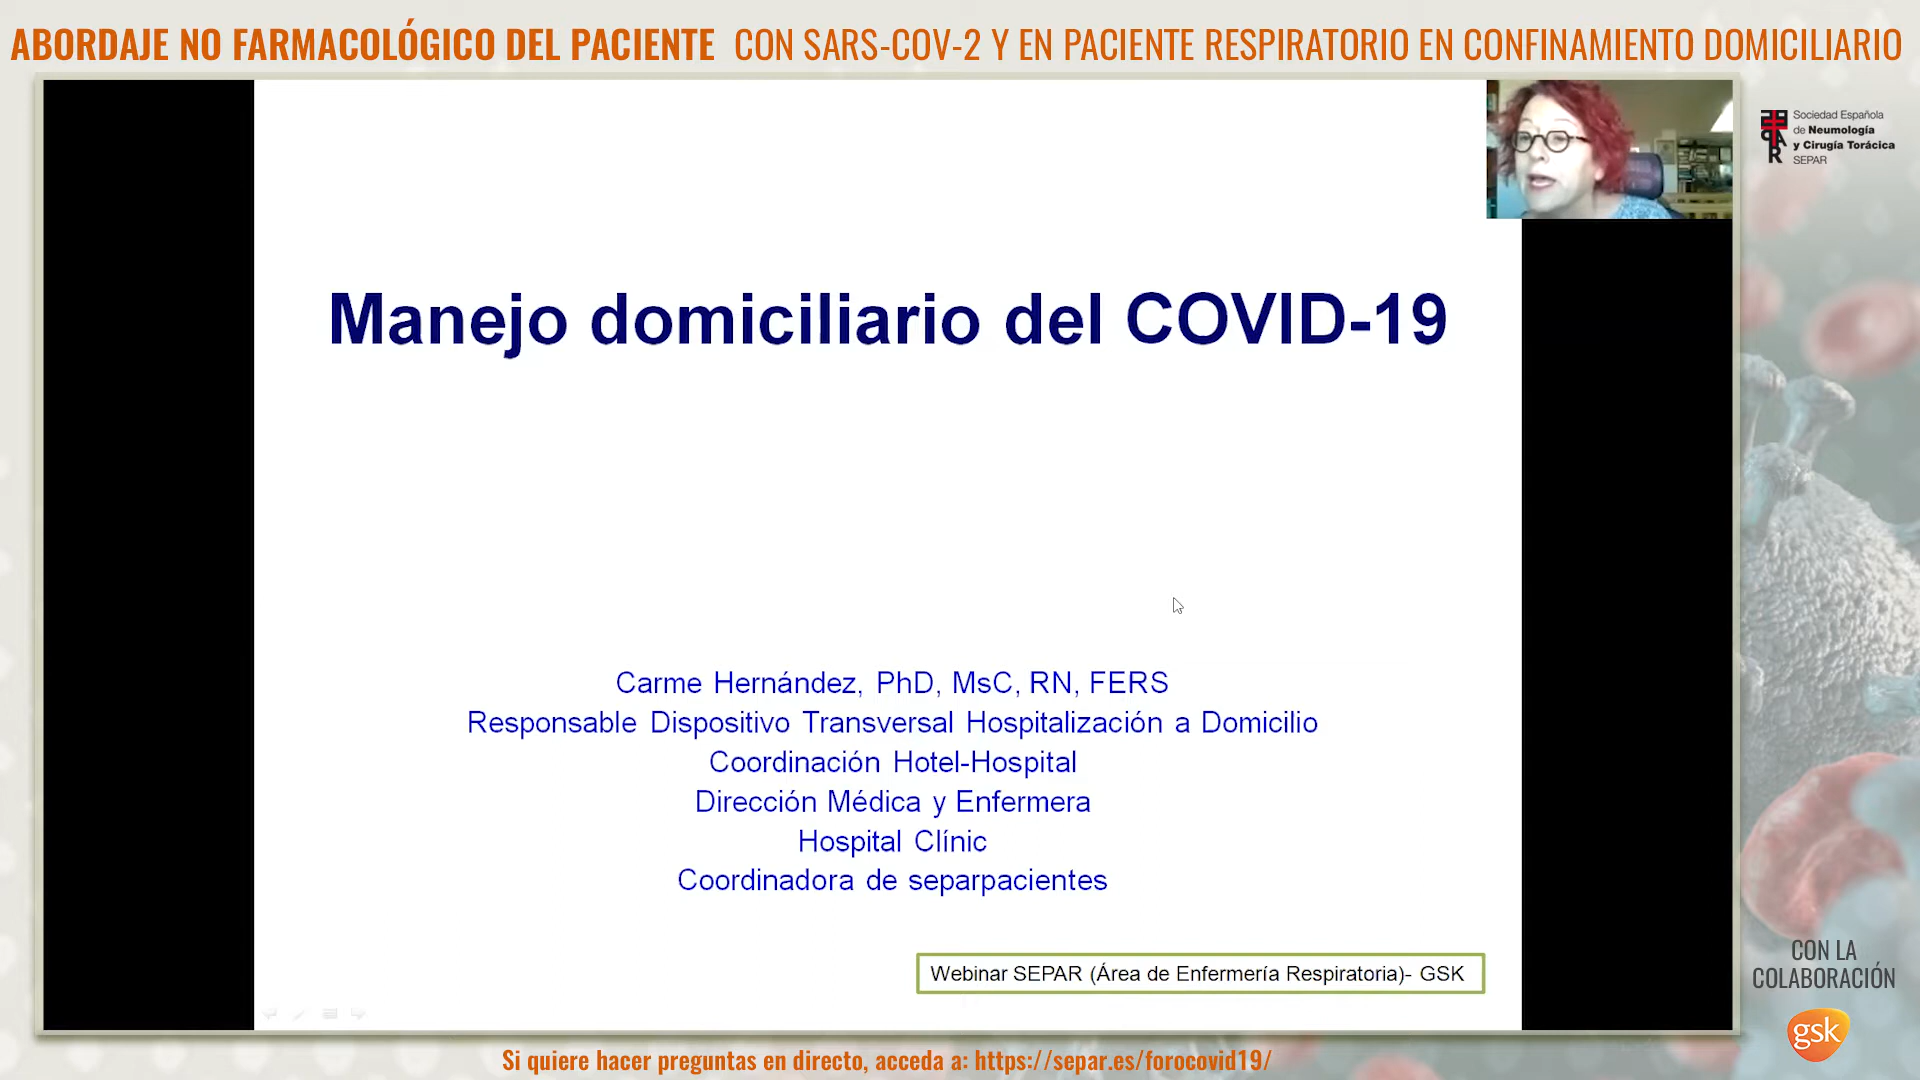 ABORDAJE NO FARMACOLÓGICO DEL PACIENTE CON SARS-COV-2 Y EN PACIENTE RESPIRATORIO EN CONFINAMIENTO DOMICILIARIO
Sociedad Española
de Neumología
y Cirugía Torácica
SEPAR
Manejo domiciliario del COVID-19
Carme Hernández, PhD, MsC, RN, FERS
Responsable Dispositivo Transversal Hospitalización a Domicilio
Coordinación Hotel-Hospital
Dirección Médica y Enfermera
Hospital Clínic
Coordinadora de separpacientes
Webinar SEPAR (Área de Enfermería Respiratoria)- GSK
CON LA
COLABORACIÓN
gsk
Si quiere hacer preguntas en directo, acceda a: https://separ.es/forocovid19/